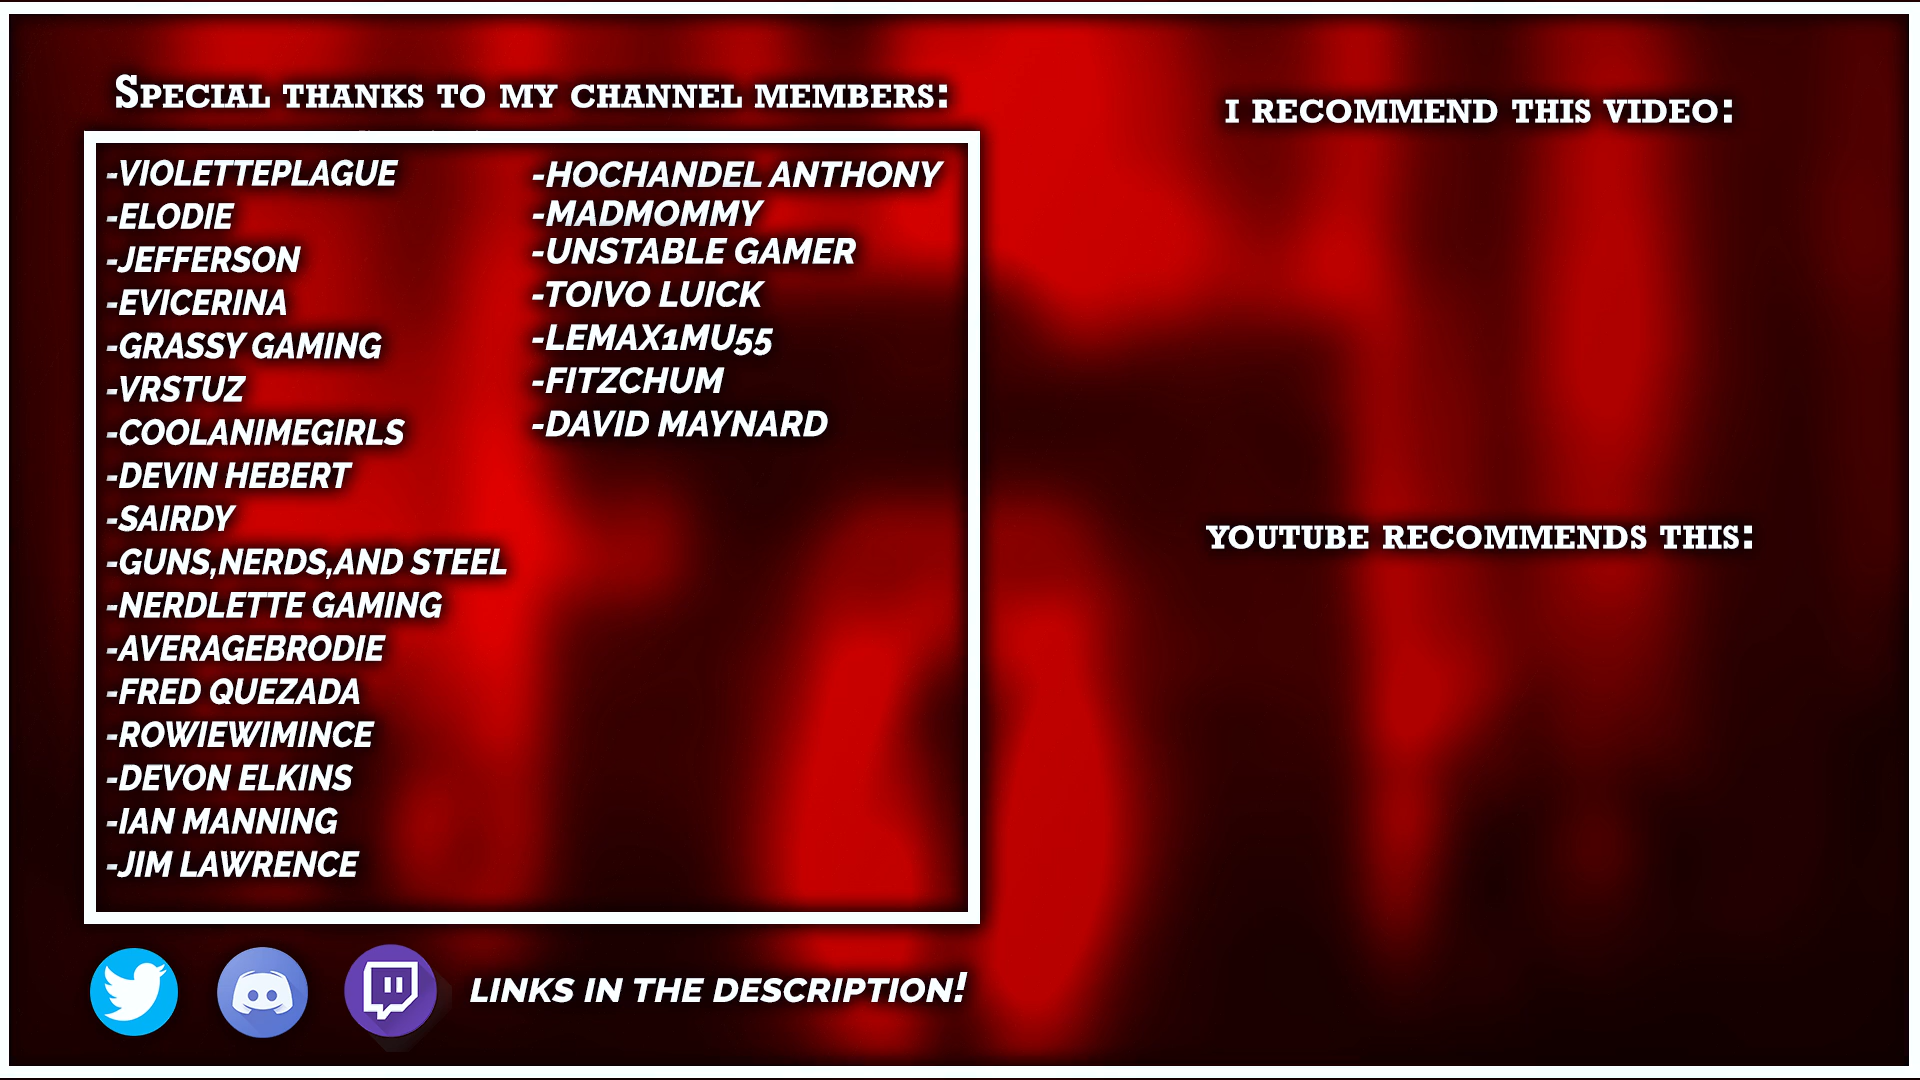 SPECIAL THANKS TO MY CHANNEL MEMBERS:
-VIOLETTEPLAGUE
-ELODIE
-JEFFERSON
-EVICERINA
-GRASSY GAMING
-VRSTUZ
-COOLANIMEGIRLS
-DEVIN HEBERT
-SAIRDY
-GUNS,NERDS,AND STEEL
-NERDLETTE GAMING
-AVERAGEBRODIE
-FRED QUEZADA
-ROWIEWIMINCE
-DEVON ELKINS
-IAN MANNING
-JIM LAWRENCE
-HOCHANDEL ANTHONY
-MADMOMMY
-UNSTABLE GAMER
-TOIVO LUICK
-LEMAX1MU55
-FITZCHUM
-DAVID MAYNARD
LINKS IN THE DESCRIPTION!
I RECOMMEND THIS VIDEO:
YOUTUBE RECOMMENDS THIS: